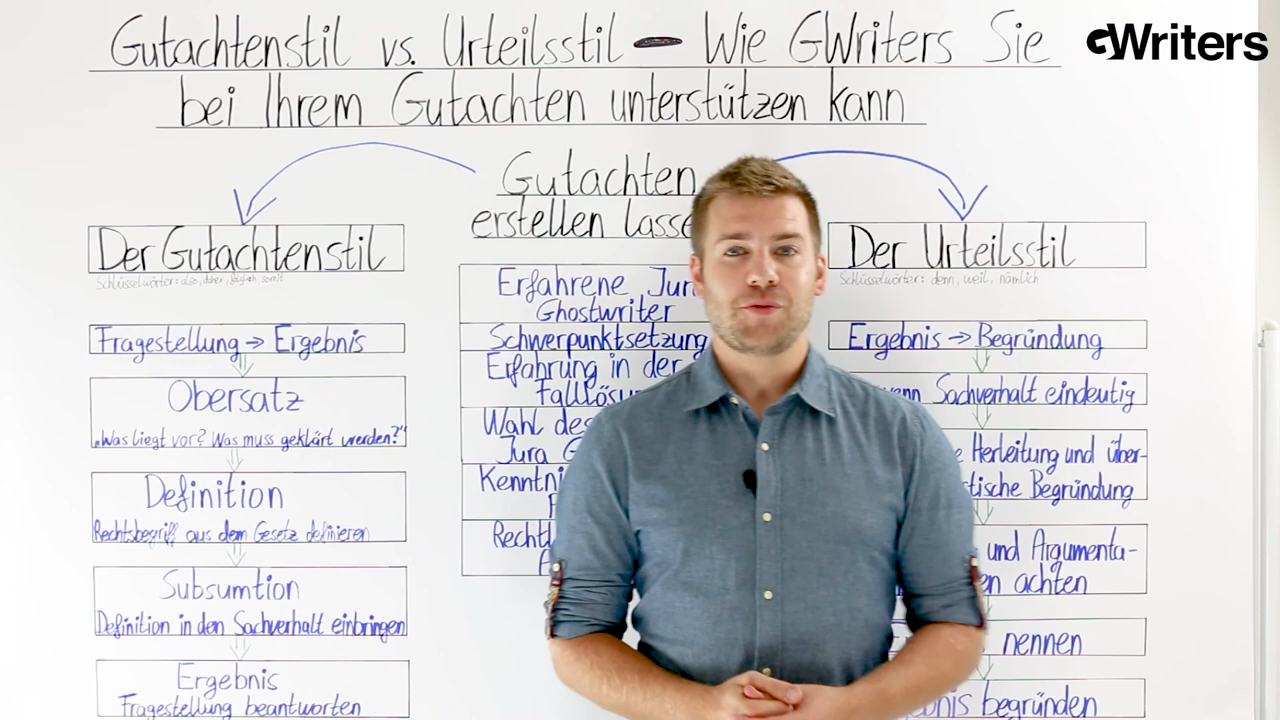 Gutachtenstil vs. Urteilsstil - Wie GWriters Sie
bei Ihrem Gutachten unterstützen kann
GWriters
Der Gutachtenstil
Schlüsselwörter: also, daher, folglich, somit
Fragestellung → Ergebnis
Obersatz
„Was liegt vor? Was muss geklärt werden?"
Definition
Rechtsbegriff aus dem Gesetz definieren
Subsumtion
Definition in den Sachverhalt einbringen
Ergebnis
Fragestellung beantworten
Gutachten
erstellen lasse
Erfahrene Jur
Ghostwriter
Schwerpunktsetzung
Erfahrung in der
Falllösu
Wahl des
Jura G
Kenntni
Rechtl
Der Urteilsstil
Schlüsselwörter: denn, weil, nämlich
Ergebnis → Begründung
Sachverhalt eindeutig
Herleitung und über-
tische Begründung
und Argumenta-
en achten
nennen
bnis begründen